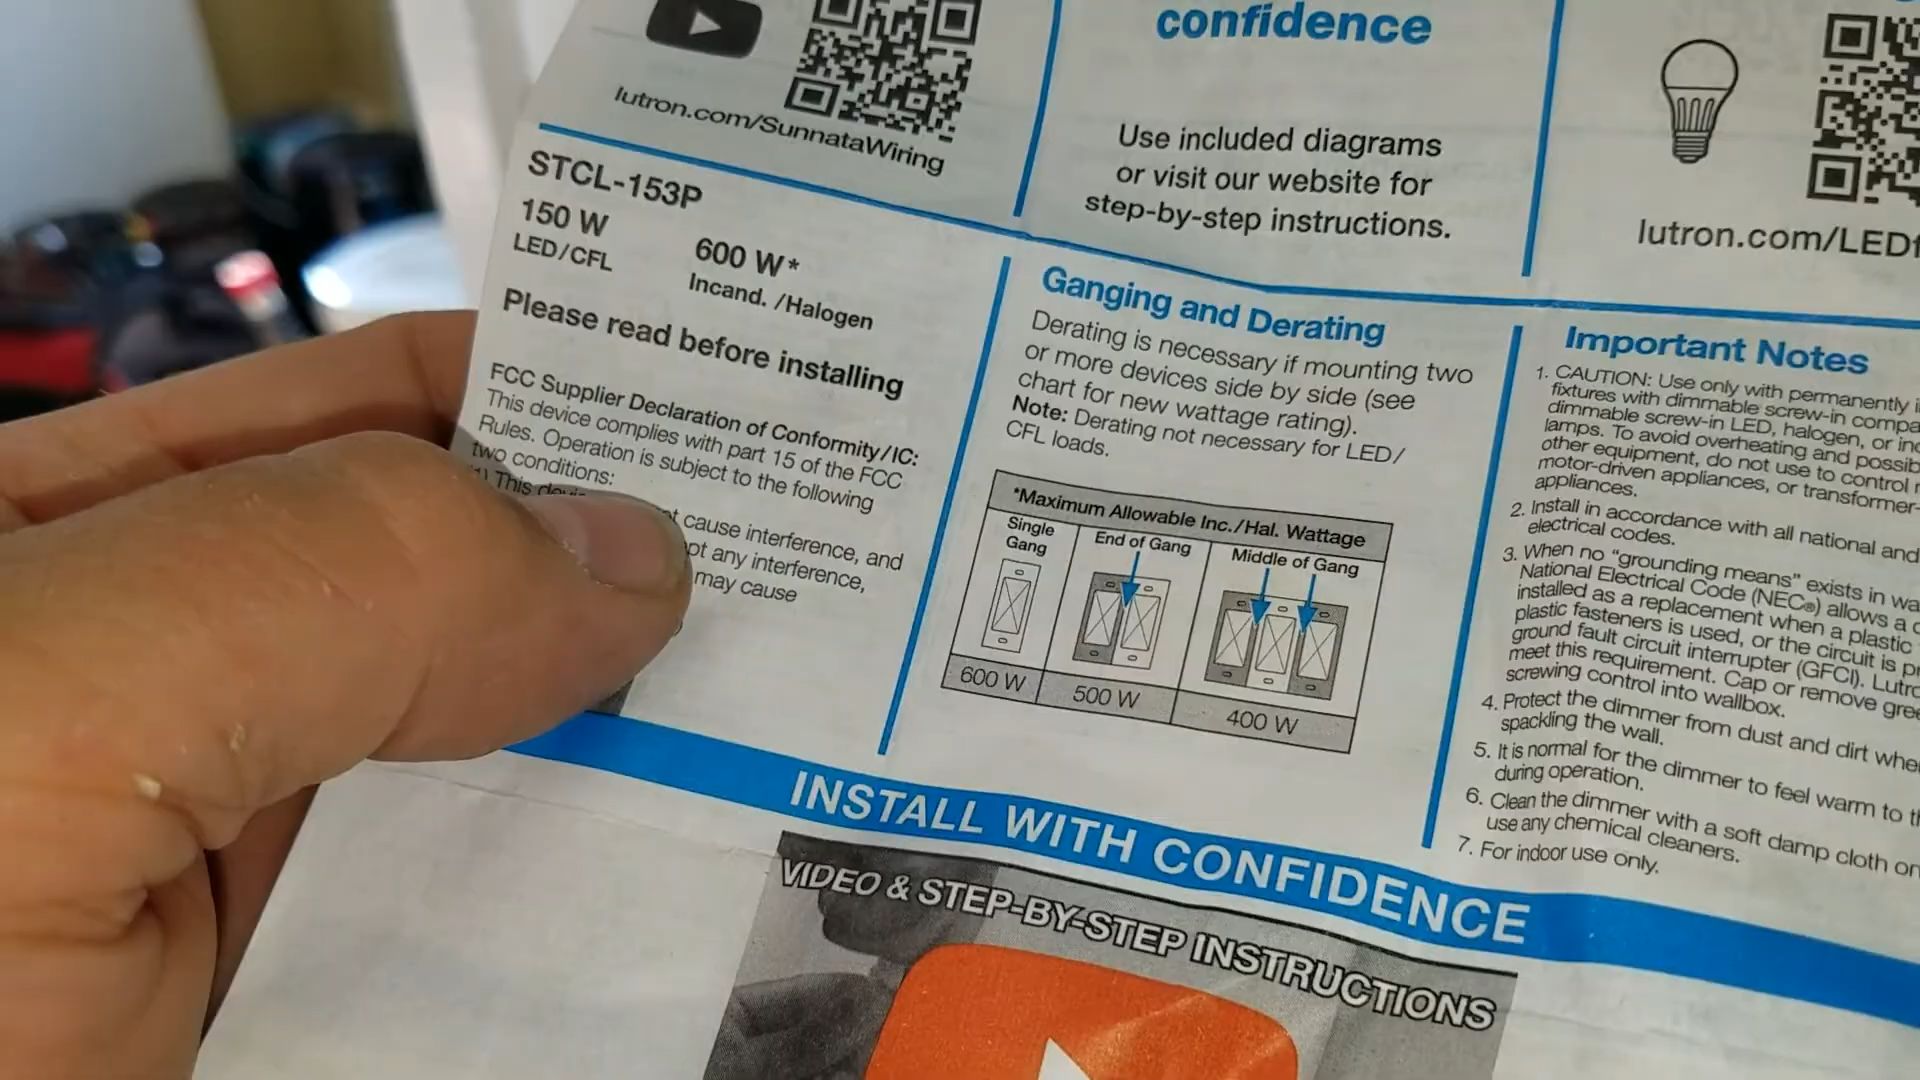 lutron.com/SunnataWiring
confidence
Use included diagrams
or visit our website for
step-by-step instructions.
STCL-153P
150 W
LED/CFL
600 W*
Incand. /Halogen
Please read before installing
FCC Supplier Declaration of Conformity/IC:
This device complies with part 15 of the FCC
Rules. Operation is subject to the following
two conditions:
This
cause interference, and
any interference,
may cause
Ganging and Derating
Derating is necessary if mounting two
or more devices side by side (see
chart for new wattage rating).
Note: Derating not necessary for LED/
CFL loads.
*Maximum Allowable Inc./Hal. Wattage
Single
Gang
End of Gang
Middle of Gang
600 W
500 W
400 W
Important Notes
1. CAUTION: Use only with permanently
fixtures with dimmable screw-in
dimmable screw-in LED, halogen, or
lamps. To avoid overheating and
other equipment, do not use to control
motor-driven appliances, or
appliances.
2. Install in accordance with all national and
electrical codes.
3. When no “grounding means” exists in
National Electrical Code (NEC®) allows a
installed as a replacement when a plastic
plastic fasteners is used, or the circuit is
ground fault circuit interrupter (GFCI).
meet this requirement. Cap or remove
screwing control into wallbox.
4. Protect the dimmer from dust and dirt
spackling the wall.
5. It is normal for the dimmer to feel warm to
during operation.
6. Clean the dimmer with a soft damp cloth
use any chemical cleaners.
7. For indoor use only.
INSTALL WITH CONFIDENCE
VIDEO & STEP-BY-STEP INSTRUCTIONS